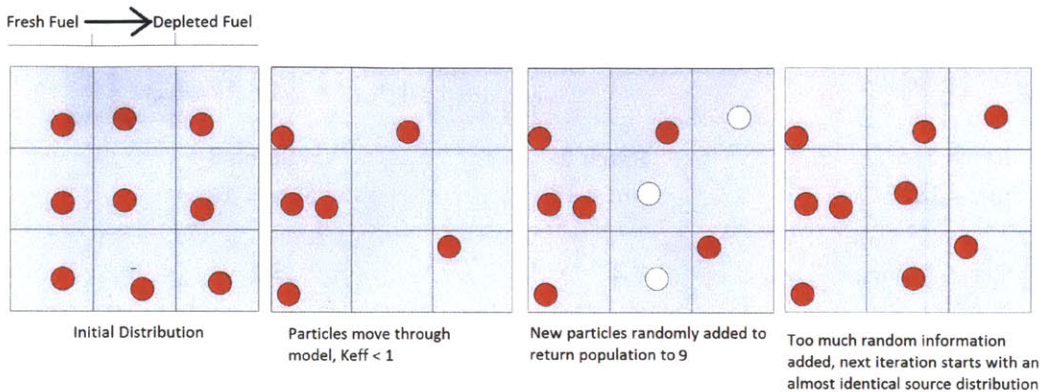 Fresh Fuel Depleted Fuel
Initial Distribution
Particles move through
model, Keff < 1
New particles randomly added to
return population to 9
Too much random information
added, next iteration starts with an
almost identical source distribution